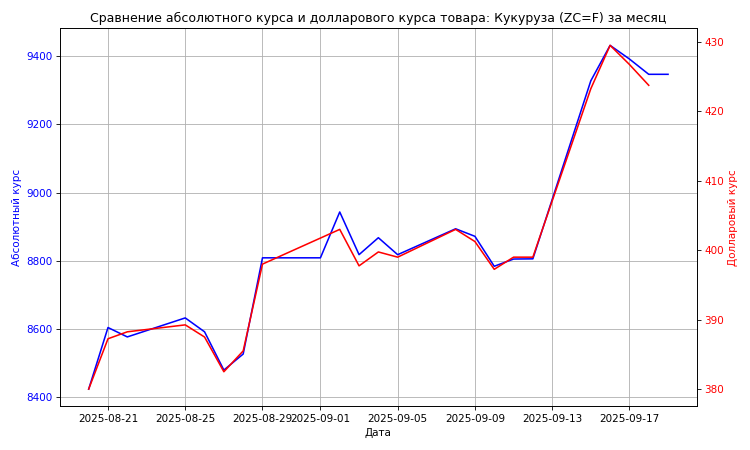 Сравнение абсолютного курса и долларового курса товара: Кукуруза (ZC=F) за месяц
Абсолютный курс
9400
9200
9000
8800
8600
8400
430
420
410
400
390
380
Долларовый курс
2025-08-21 2025-08-25 2025-08-29 2025-09-01 2025-09-05 2025-09-09 2025-09-13 2025-09-17
Дата